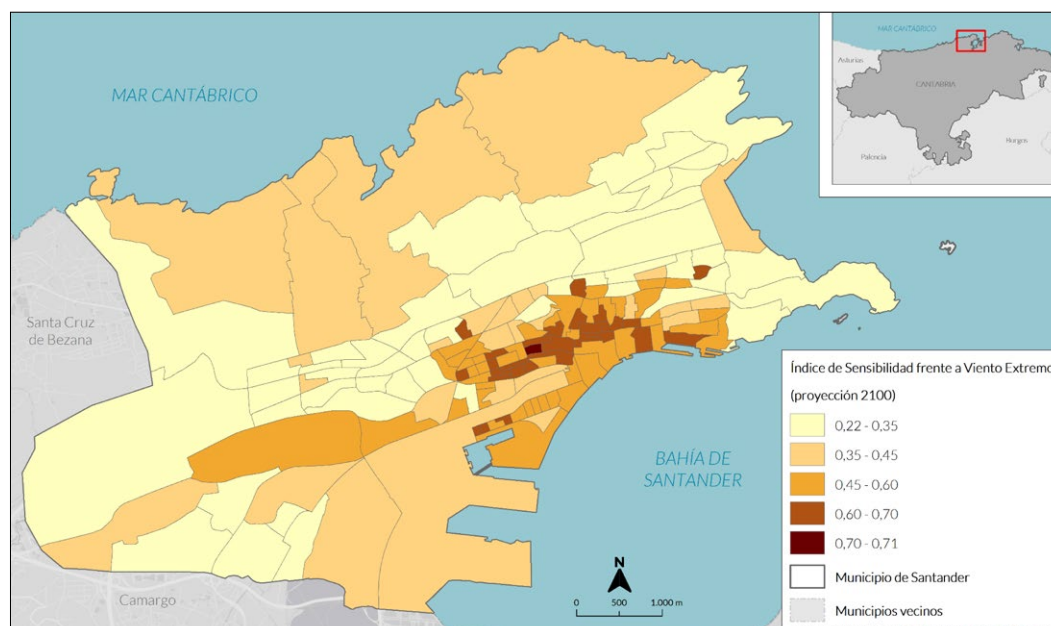 MAR CANTÁBRICO
MAR CANTÁBRICO
Asturias
CANTABRIA
Palencia
Burgos
Santa Cruz
de Bezana
Camargo
BAHÍA DE
SANTANDER
N
0 500 1.000 m
Índice de Sensibilidad frente a Viento Extremo
(proyección 2100)
0,22 - 0,35
0,35 - 0,45
0,45 - 0,60
0,60 - 0,70
0,70 - 0,71
Municipio de Santander
Municipios vecinos